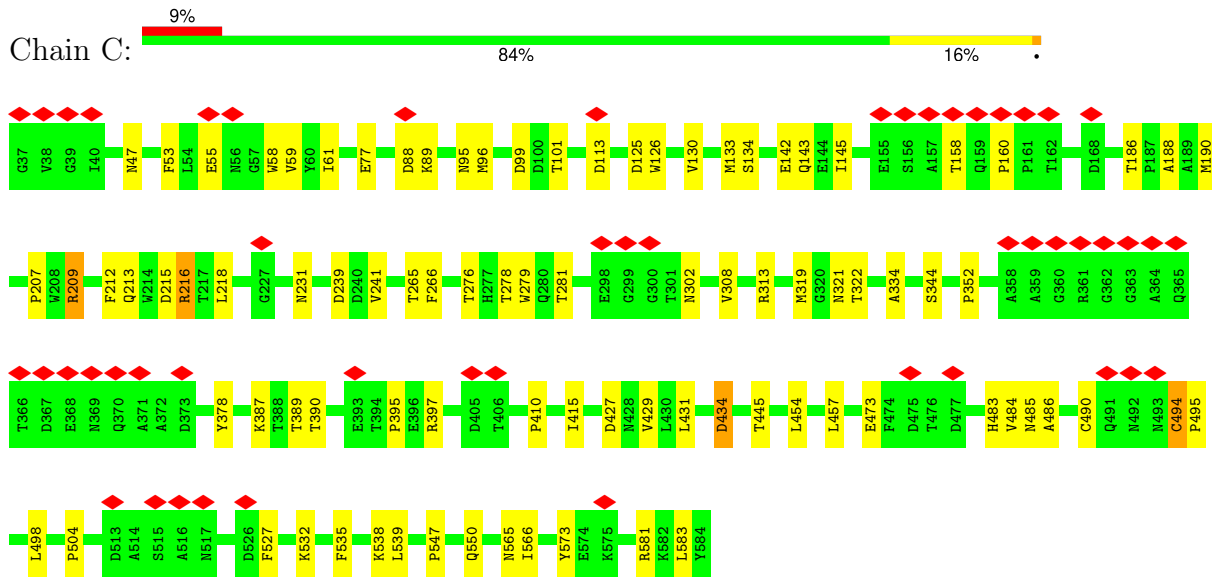 9%
Chain C:
84% 16% •
G37 V38 G39 I40 N47 F53 L54 E55 N56 G57 W58 V59 Y60 I61 E77 D88 K89 N95 M96 D99 D100 T101 D113 D125 W126 V130 M133 S134 E142 Q143 E144 I145 E155 S156 A157 T158 Q159 P160 P161 T162 D168 T186 P187 A188 A189 M190
P207 W208 R209 F212 Q213 W214 D215 R216 T217 L218 G227 N231 D239 D240 V241 T265 F266 T276 H277 T278 W279 Q280 T281 E298 G299 G300 T301 N302 V308 R313 M319 G320 N321 T322 A334 S344 P352 A358 A359 G360 R361 G362 G363 A364 Q365
T366 D367 E368 N369 Q370 A371 A372 D373 Y378 K387 T388 T389 T390 E393 T394 P395 E396 R397 D405 T406 P410 I415 D427 N428 V429 L430 L431 D434 T445 L454 L457 E473 F474 D475 T476 D477 H483 V484 N485 A486 C490 Q491 N492 N493 C494 P495
L498 P504 D513 A514 S515 A516 N517 D526 F527 K532 F535 K538 L539 P547 Q550 N565 I566 Y573 E574 K575 R581 K582 L583 Y584